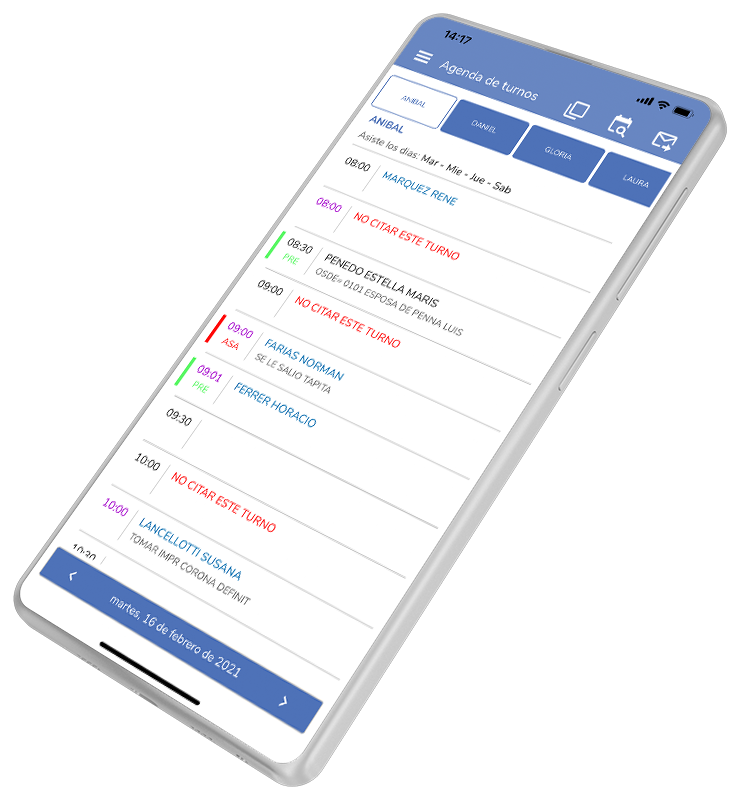 14:17
Agenda de turnos
ANIBAL
DANIEL
GLORIA
LAURA
ANIBAL
Asiste los días: Mar - Mie - Jue - Sab
08:00 MARQUEZ RENE
08:00 NO CITAR ESTE TURNO
08:30 PENEDO ESTELLA MARIS
PRE OSDE= 0101 ESPOSA DE PENNA LUIS
09:00 NO CITAR ESTE TURNO
09:00 FARIAS NORMAN
ASA SE LE SALIO TAPITA
09:01 FERRER HORACIO
PRE
09:30
10:00 NO CITAR ESTE TURNO
10:00 LANCELLOTTI SUSANA
TOMAR IMPR CORONA DEFINIT
10:30
martes, 16 de febrero de 2021